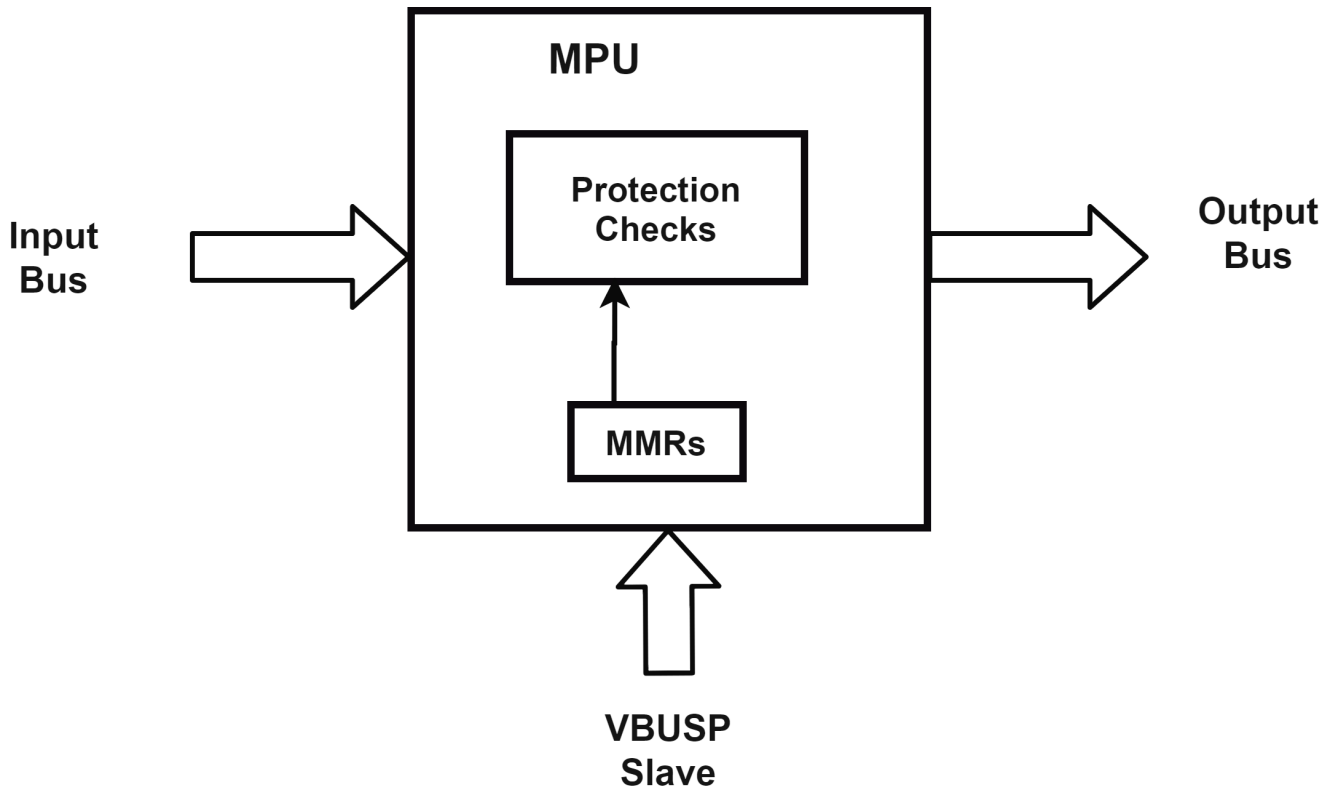 MPU
Protection
Checks
Input
Bus
Output
Bus
MMRs
VBUSP
Slave